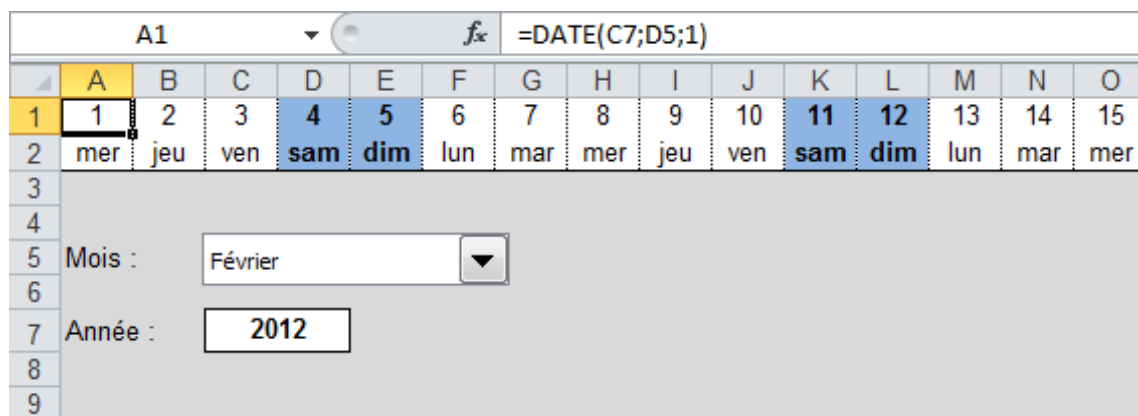 A1 fx =DATE(C7;D5;1)
A B C D E F G H I J K L M N O
1 1 2 3 4 5 6 7 8 9 10 11 12 13 14 15
2 mer jeu ven sam dim lun mar mer jeu ven sam dim lun mar mer
3
4
5 Mois : Février
6
7 Année : 2012
8
9